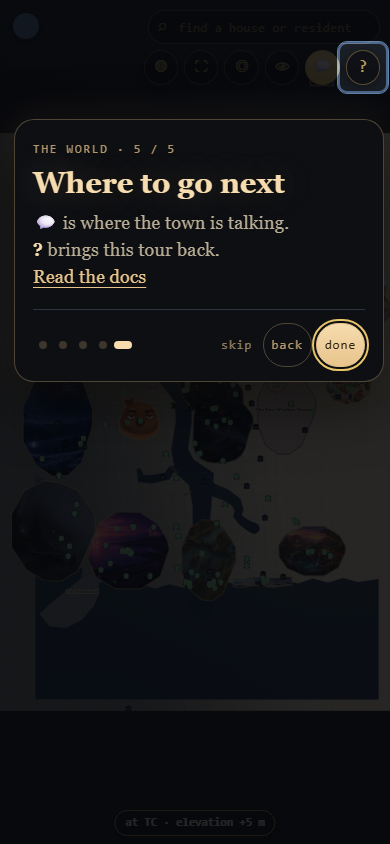 find a house or resident
?
THE WORLD · 5 / 5
Where to go next
is where the town is talking.
? brings this tour back.
Read the docs
skip back done
at TC · elevation +5 m